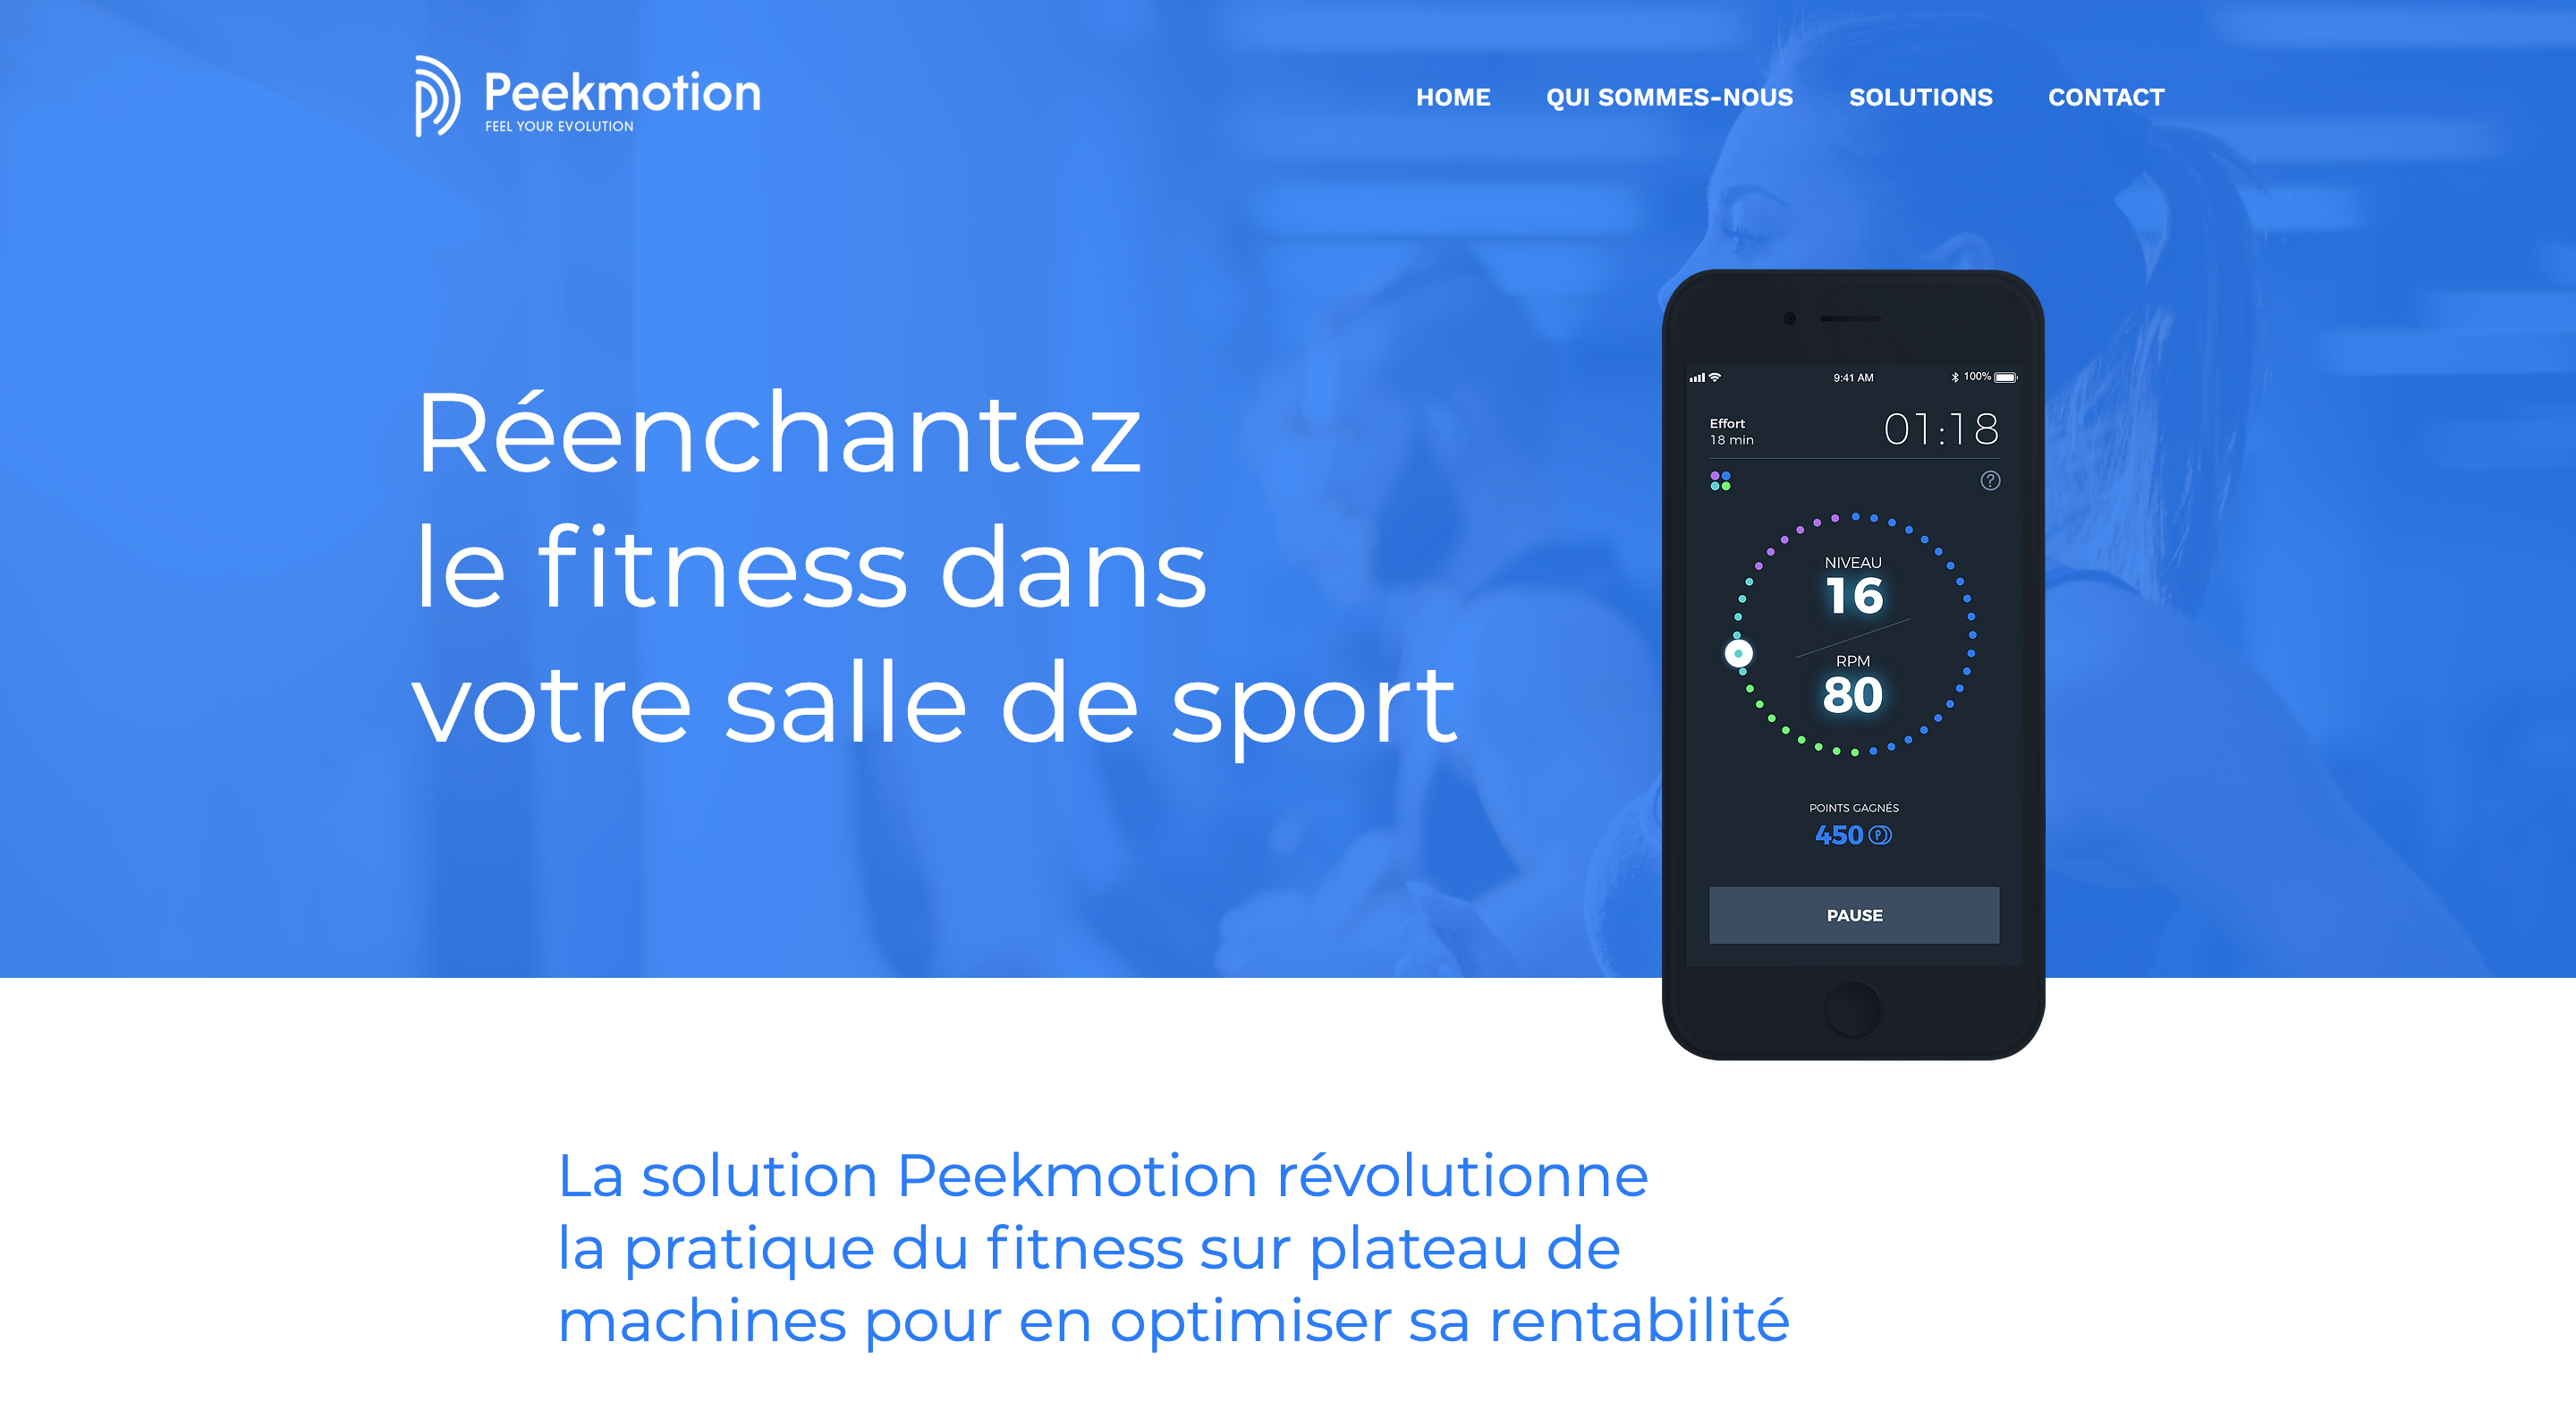 Peekmotion
FEEL YOUR EVOLUTION
HOME QUI SOMMES-NOUS SOLUTIONS CONTACT
Réenchantez
le fitness dans
votre salle de sport
9:41 AM 100%
Effort
18 min
01:18
NIVEAU
16
RPM
80
POINTS GAGNÉS
450
PAUSE
La solution Peekmotion révolutionne
la pratique du fitness sur plateau de
machines pour en optimiser sa rentabilité